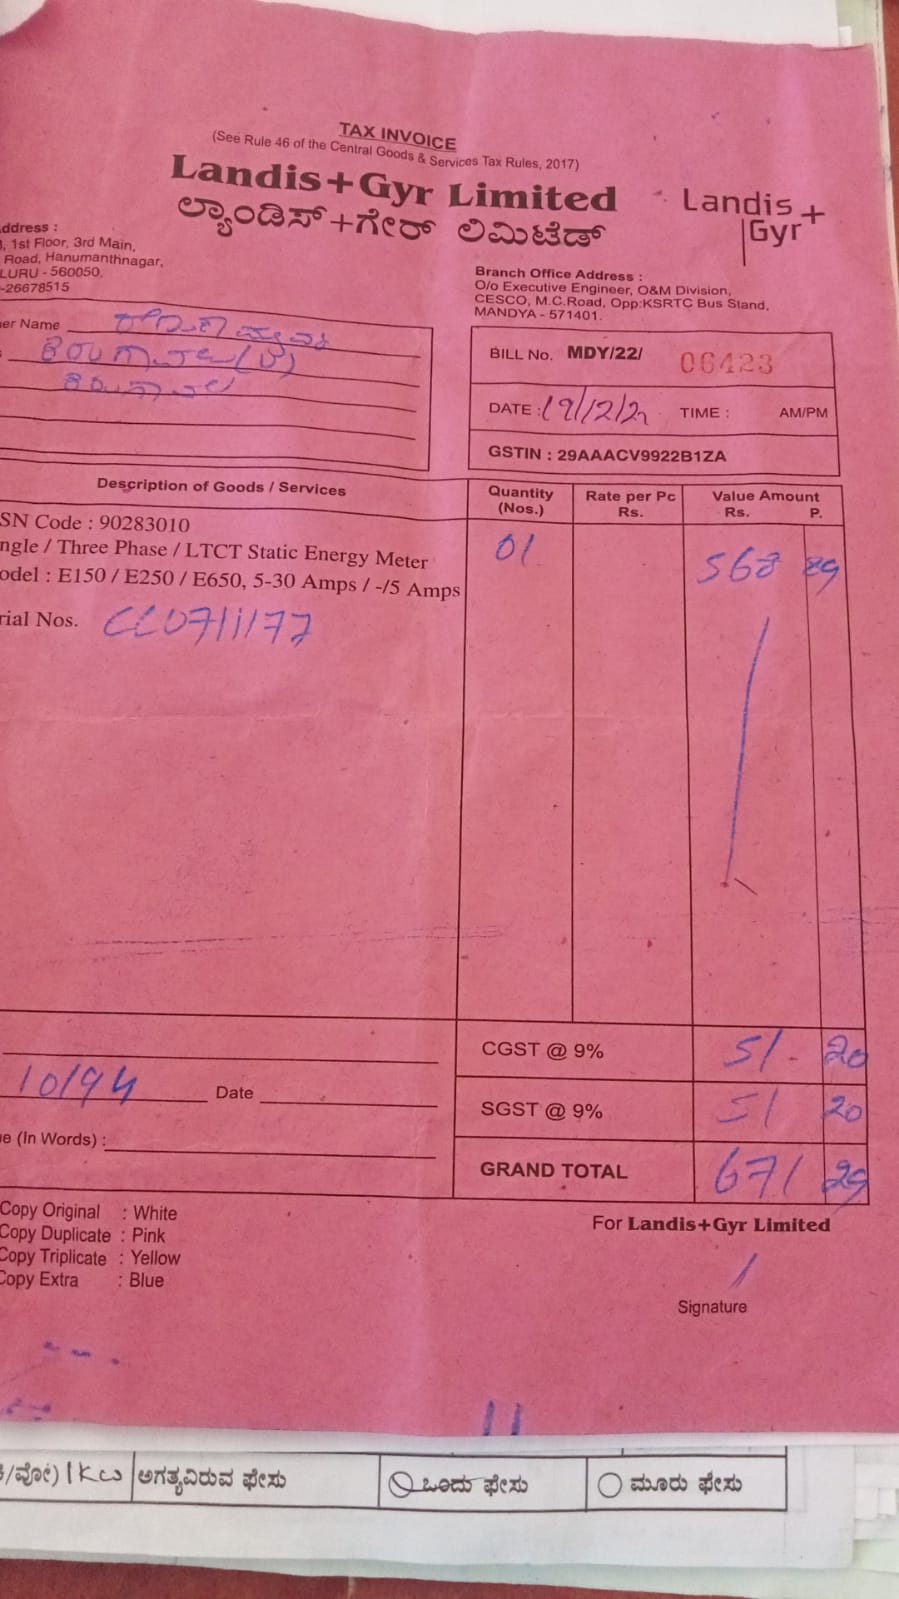 TAX INVOICE
(See Rule 46 of the Central Goods & Services Tax Rules, 2017)
Landis+Gyr Limited
ಲ್ಯಾಂಡಿಸ್+ಗೇರ್ ಲಿಮಿಟೆಡ್
Landis+
Gyr
ddress :
, 1st Floor, 3rd Main,
Road, Hanumanthnagar,
LURU - 560050.
-26678515
Branch Office Address :
O/o Executive Engineer, O&M Division,
CESCO, M.C.Road, Opp:KSRTC Bus Stand,
MANDYA - 571401.
er Name
BILL No. MDY/22/ 06423
DATE : TIME : AM/PM
GSTIN : 29AAACV9922B1ZA
Description of Goods / Services Quantity (Nos.) Rate per Pc Rs. Value Amount Rs. P.
SN Code : 90283010
ngle / Three Phase / LTCT Static Energy Meter 01 568 89
odel : E150 / E250 / E650, 5-30 Amps / -/5 Amps
rial Nos.
CGST @ 9% 51 - 20
10194 Date
SGST @ 9% 51 20
e (In Words) :
GRAND TOTAL 671 29
Copy Original : White
Copy Duplicate : Pink
Copy Triplicate : Yellow
Copy Extra : Blue
For Landis+Gyr Limited
Signature
/ವೋ) 1KW ಅಗತ್ಯವಿರುವ ಫೇಸು ಒಂದು ಫೇಸು ಮೂರು ಫೇಸು